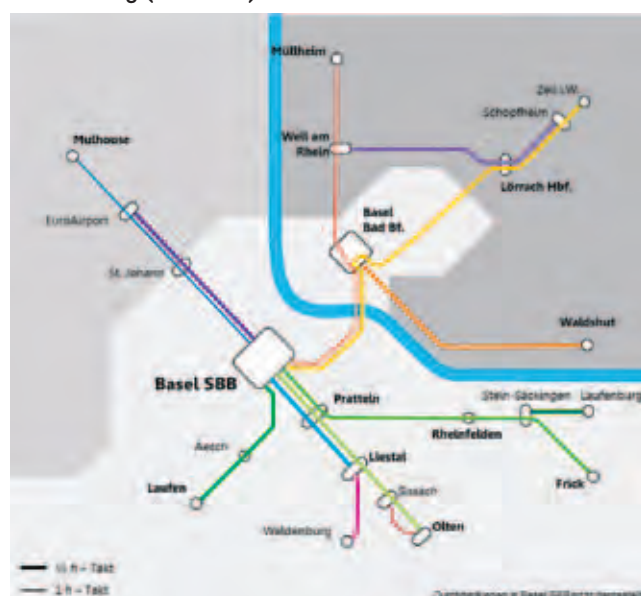 Müllheim
Zell i.W.
Schopfheim
Mulhouse
Weil am
Rhein
Lörrach Hbf.
EuroAirport
Basel
Bad Bf.
St. Johann
Waldshut
Basel SBB
Pratteln
Stein-Säckingen
Laufenburg
Aesch
Rheinfelden
Liestal
Laufen
Sissach
Frick
Waldenburg
Olten
½ h – Takt
1 h – Takt